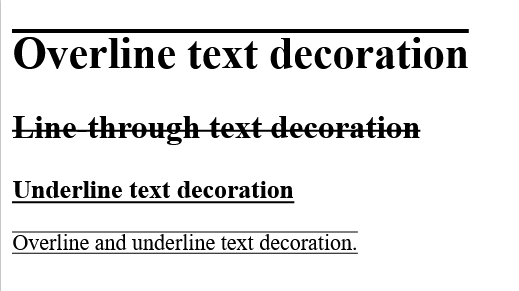 Overline text decoration
Line-through text decoration
Underline text decoration
Overline and underline text decoration.